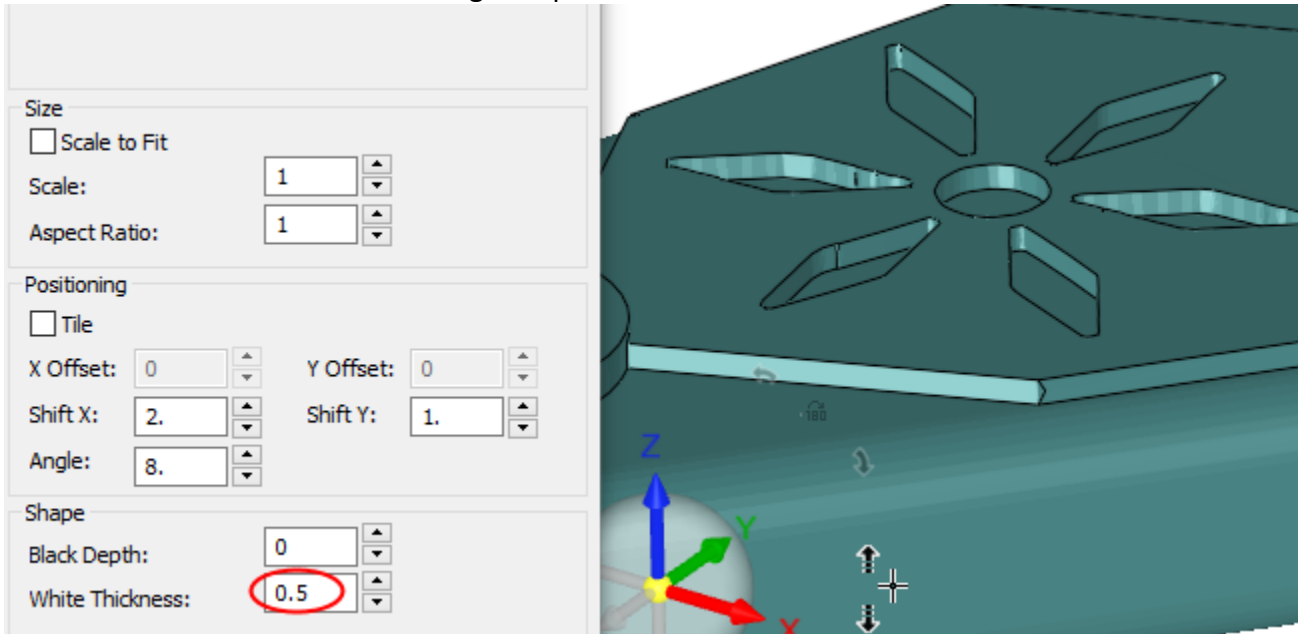 Size
Scale to Fit
Scale: 1
Aspect Ratio: 1
Positioning
Tile
X Offset: 0 Y Offset: 0
Shift X: 2. Shift Y: 1.
Angle: 8.
Shape
Black Depth: 0
White Thickness: 0.5
180
Z
Y
X